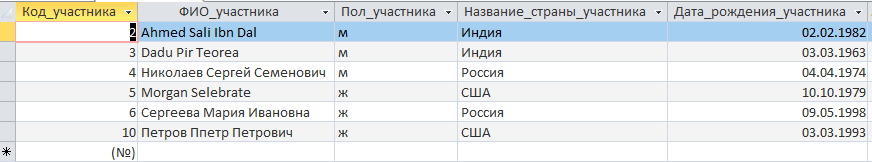 Код_участника ФИО_участника Пол_участника Название_страны_участника Дата_рождения_участника
2 Ahmed Sali Ibn Dal м Индия 02.02.1982
3 Dadu Pir Teorea м Индия 03.03.1963
4 Николаев Сергей Семенович м Россия 04.04.1974
5 Morgan Selebrate ж США 10.10.1979
6 Сергеева Мария Ивановна ж Россия 09.05.1998
10 Петров Ппетр Петрович ж США 03.03.1993
* (№)